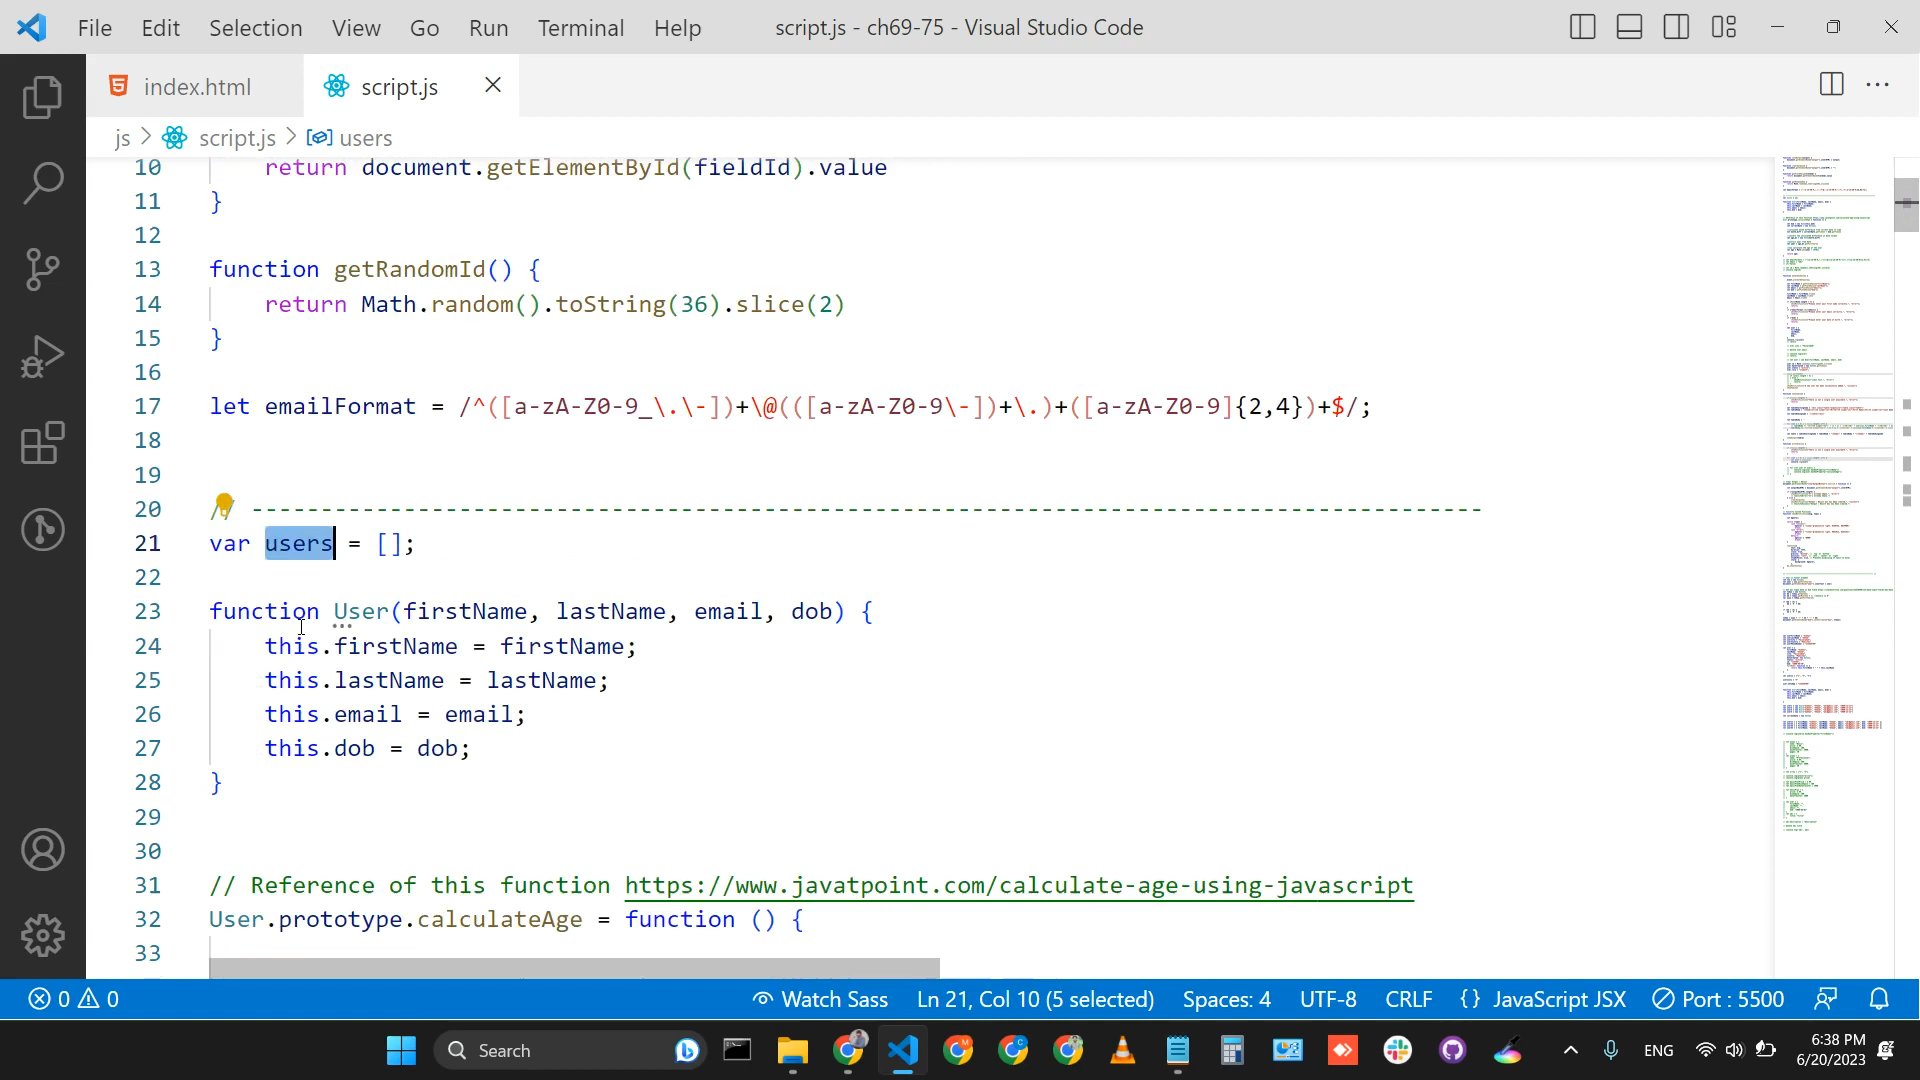 File Edit Selection View Go Run Terminal Help script.js - ch69-75 - Visual Studio Code
index.html script.js
js > script.js > users
10 return document.getElementById(fieldId).value
11 }
12
13 function getRandomId() {
14 return Math.random().toString(36).slice(2)
15 }
16
17 let emailFormat = /^([a-zA-Z0-9_\.\-])+\@(([a-zA-Z0-9\-])+\.)+([a-zA-Z0-9]{2,4})+$/;
18
19
20 // -----------------------------------------------------------------------------------------
21 var users = [];
22
23 function User(firstName, lastName, email, dob) {
24 this.firstName = firstName;
25 this.lastName = lastName;
26 this.email = email;
27 this.dob = dob;
28 }
29
30
31 // Reference of this function https://www.javatpoint.com/calculate-age-using-javascript
32 User.prototype.calculateAge = function () {
33
0 0 Watch Sass Ln 21, Col 10 (5 selected) Spaces: 4 UTF-8 CRLF {} JavaScript JSX Port : 5500
Search ENG 6:38 PM
6/20/2023